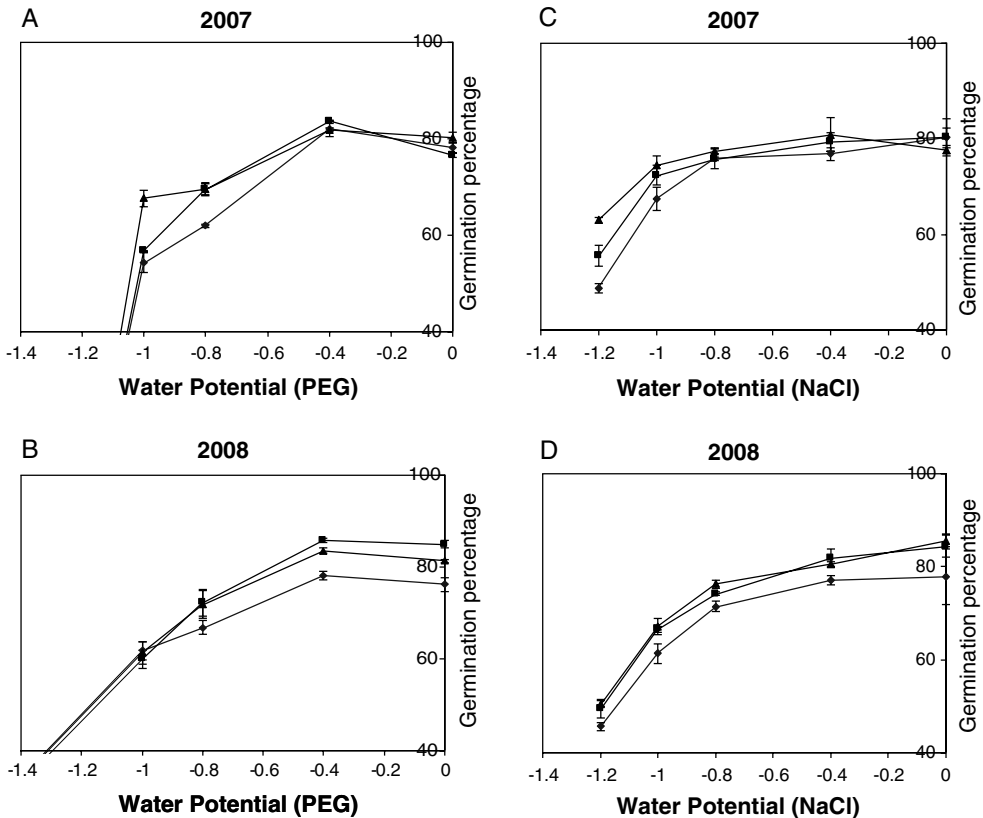 A
2007
100
80
60
40
Germination percentage
-1.4 -1.2 -1 -0.8 -0.6 -0.4 -0.2 0
Water Potential (PEG)
C
2007
100
80
60
40
Germination percentage
-1.4 -1.2 -1 -0.8 -0.6 -0.4 -0.2 0
Water Potential (NaCl)
B
2008
100
80
60
40
Germination percentage
-1.4 -1.2 -1 -0.8 -0.6 -0.4 -0.2 0
Water Potential (PEG)
D
2008
100
80
60
40
Germination percentage
-1.4 -1.2 -1 -0.8 -0.6 -0.4 -0.2 0
Water Potential (NaCl)